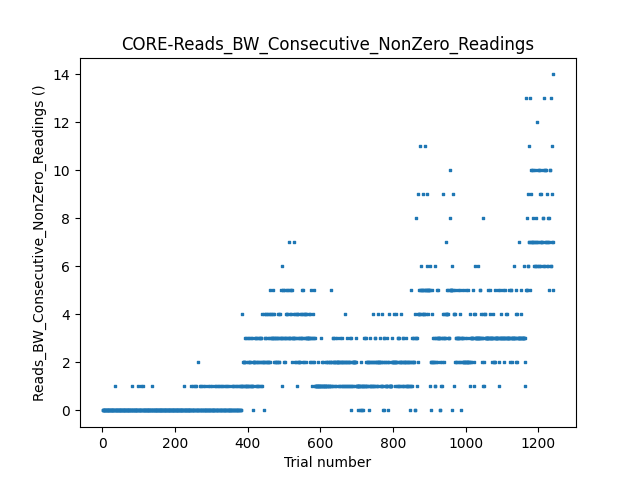 CORE-Reads_BW_Consecutive_NonZero_Readings
Reads_BW_Consecutive_NonZero_Readings ()
14
12
10
8
6
4
2
0
0 200 400 600 800 1000 1200
Trial number